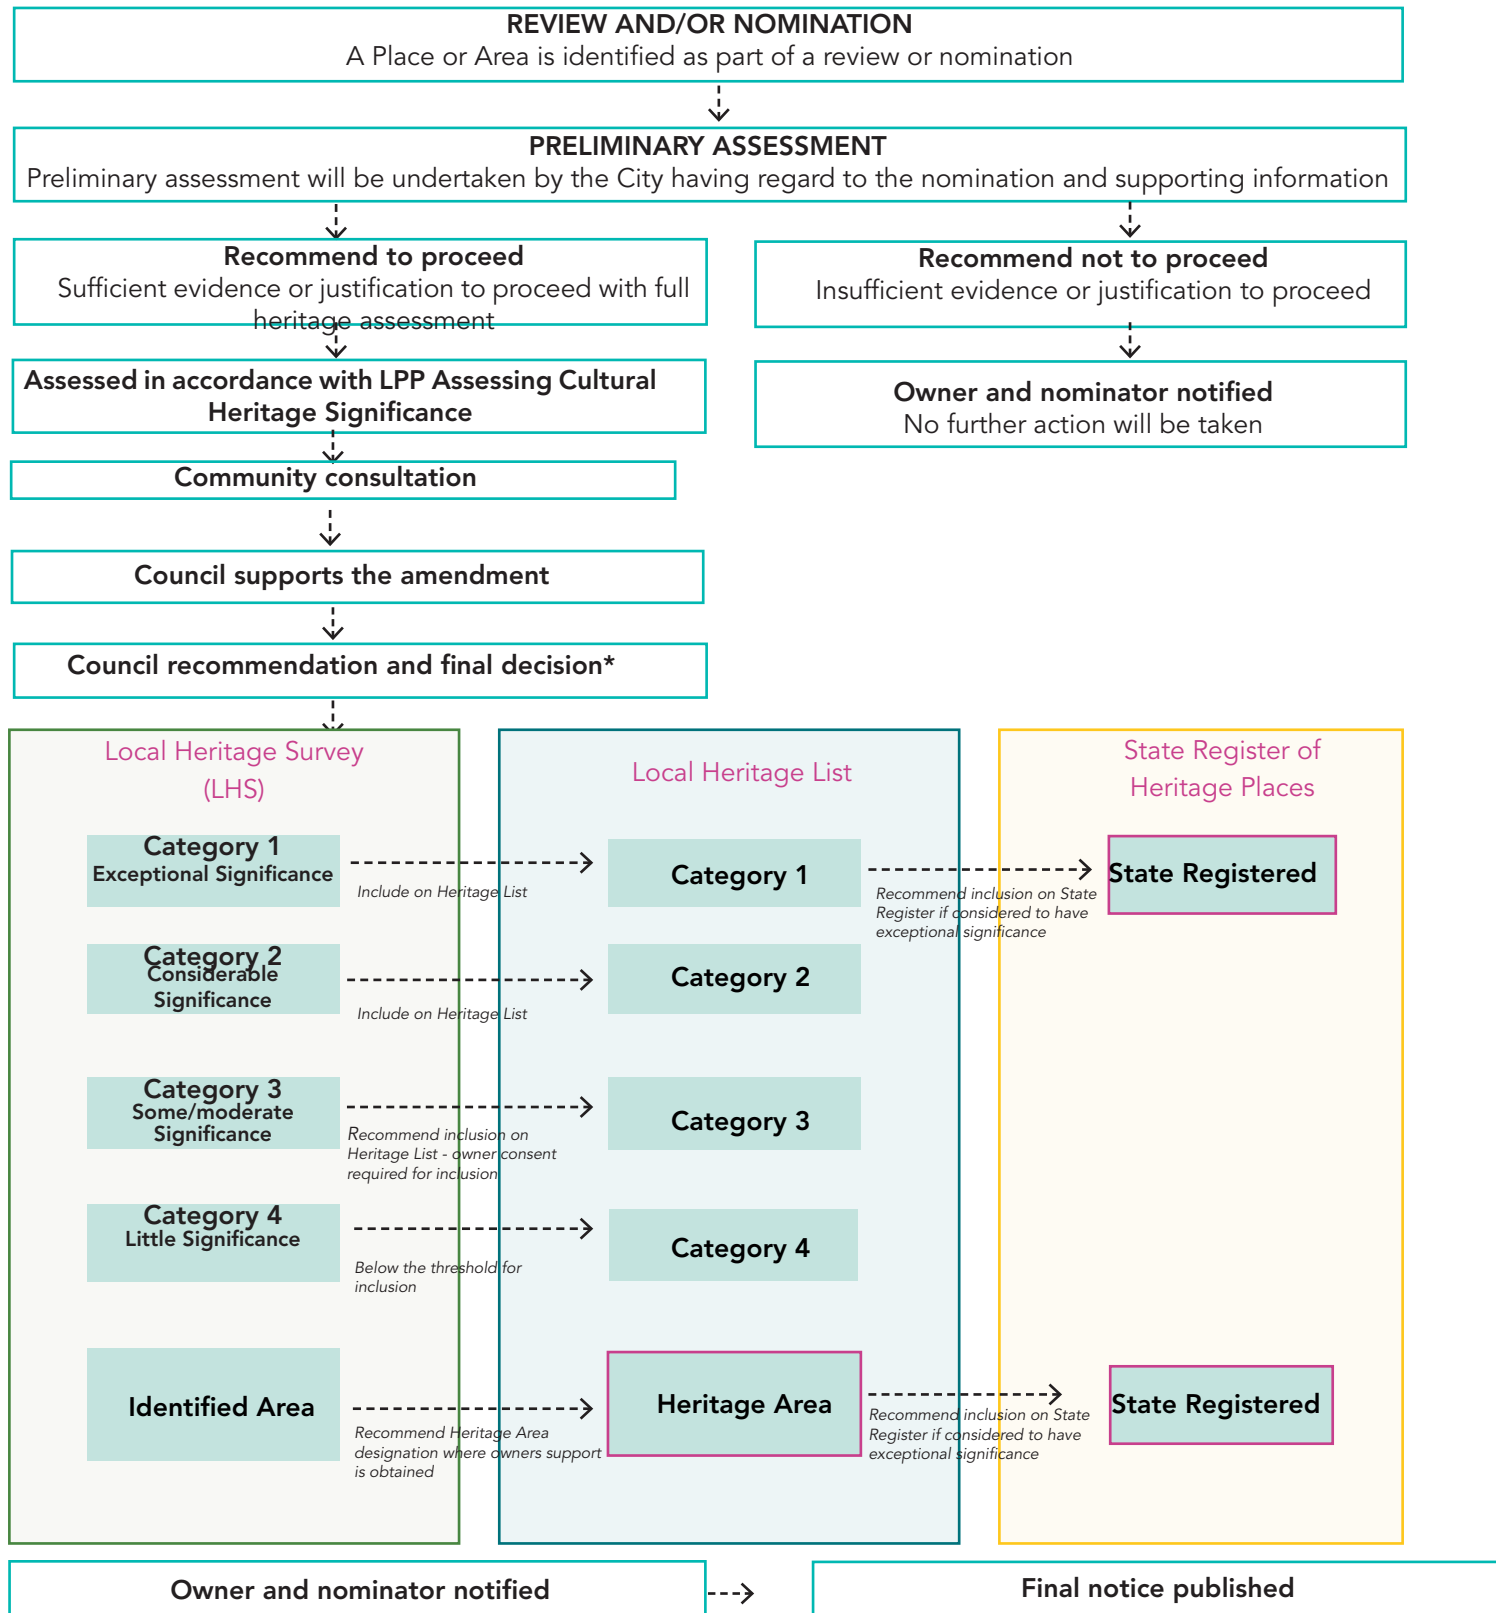 REVIEW AND/OR NOMINATION
A Place or Area is identified as part of a review or nomination
PRELIMINARY ASSESSMENT
Preliminary assessment will be undertaken by the City having regard to the nomination and supporting information
Recommend to proceed
Sufficient evidence or justification to proceed with full
heritage assessment
Recommend not to proceed
Insufficient evidence or justification to proceed
Assessed in accordance with LPP Assessing Cultural
Heritage Significance
Owner and nominator notified
No further action will be taken
Community consultation
Council supports the amendment
Council recommendation and final decision*
Local Heritage Survey
(LHS)
Local Heritage List
State Register of
Heritage Places
Category 1
Exceptional Significance
Include on Heritage List
Category 1
Recommend inclusion on State
Register if considered to have
exceptional significance
State Registered
Category 2
Considerable
Significance
Include on Heritage List
Category 2
Category 3
Some/moderate
Significance
Recommend inclusion on
Heritage List - owner consent
required for inclusion
Category 3
Category 4
Little Significance
Below the threshold for
inclusion
Category 4
Identified Area
Recommend Heritage Area
designation where owners support
is obtained
Heritage Area
Recommend inclusion on State
Register if considered to have
exceptional significance
State Registered
Owner and nominator notified
Final notice published